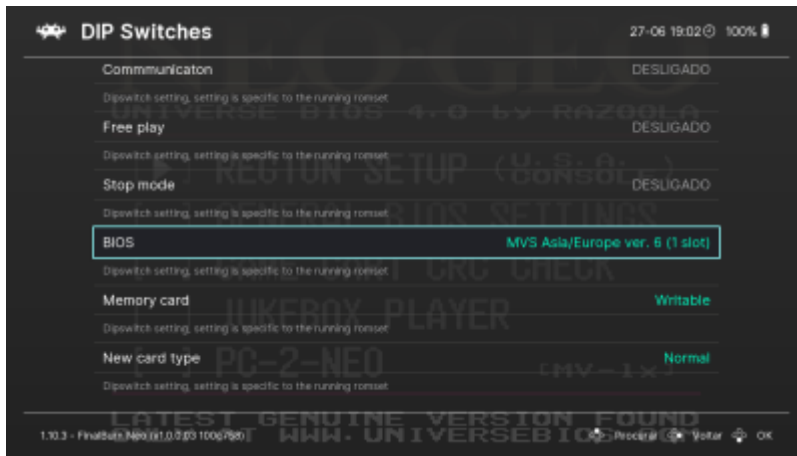 DIP Switches
27-06 19:02 100%
Commmunicaton DESLIGADO
Dipswitch setting, setting is specific to the running romset
UNIVERSE BIOS 4.0 by RAZOOLA
Free play DESLIGADO
Dipswitch setting, setting is specific to the running romset
REGION SETUP (U.S.A.
Stop mode DESLIGADO
Dipswitch setting, setting is specific to the running romset
BIOS SETTINGS
BIOS MVS Asia/Europe ver. 6 (1 slot)
Dipswitch setting, setting is specific to the running romset
CRC CHECK
Memory card Writable
JUKEBOX PLAYER
Dipswitch setting, setting is specific to the running romset
New card type Normal
[ ] PC-2-NEO [MV-1x]
Dipswitch setting, setting is specific to the running romset
LATEST GENUINE VERSION FOUND
1.10.3 - FinalBurn Neo Procurar Voltar OK
WWW.UNIVERSEBIOS